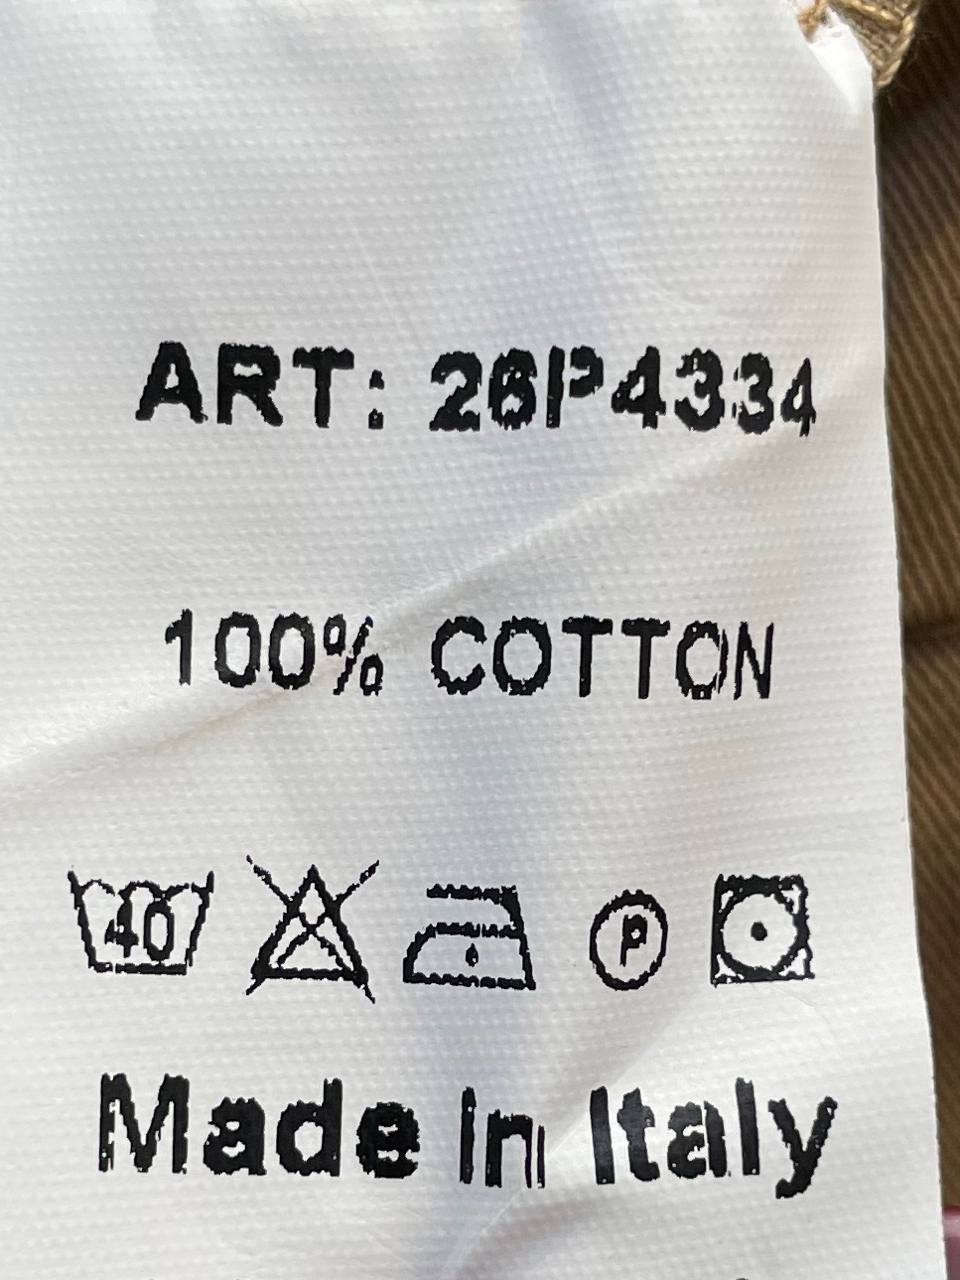 ART: 26P4334
100% COTTON
40 P
Made in Italy